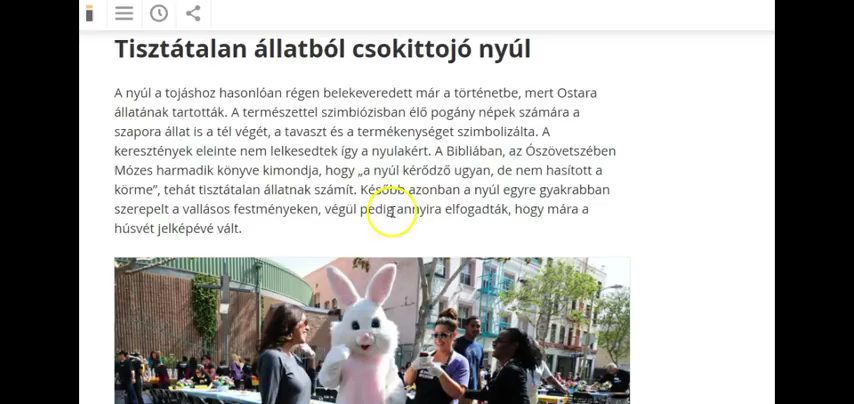 Tisztátalan állatból csokittojó nyúl
A nyúl a tojáshoz hasonlóan régen belekeveredett már a történetbe, mert Ostara
állatának tartották. A természettel szimbiózisban élő pogány népek számára a
szapora állat is a tél végét, a tavaszt és a termékenységet szimbolizálta. A
keresztények eleinte nem lelkesedtek így a nyulakért. A Bibliában, az Ószövetszében
Mózes harmadik könyve kimondja, hogy „a nyúl kérődző ugyan, de nem hasított a
körme”, tehát tisztátalan állatnak számít. Később azonban a nyúl egyre gyakrabban
szerepelt a vallásos festményeken, végül pedig annyira elfogadták, hogy mára a
húsvét jelképévé vált.